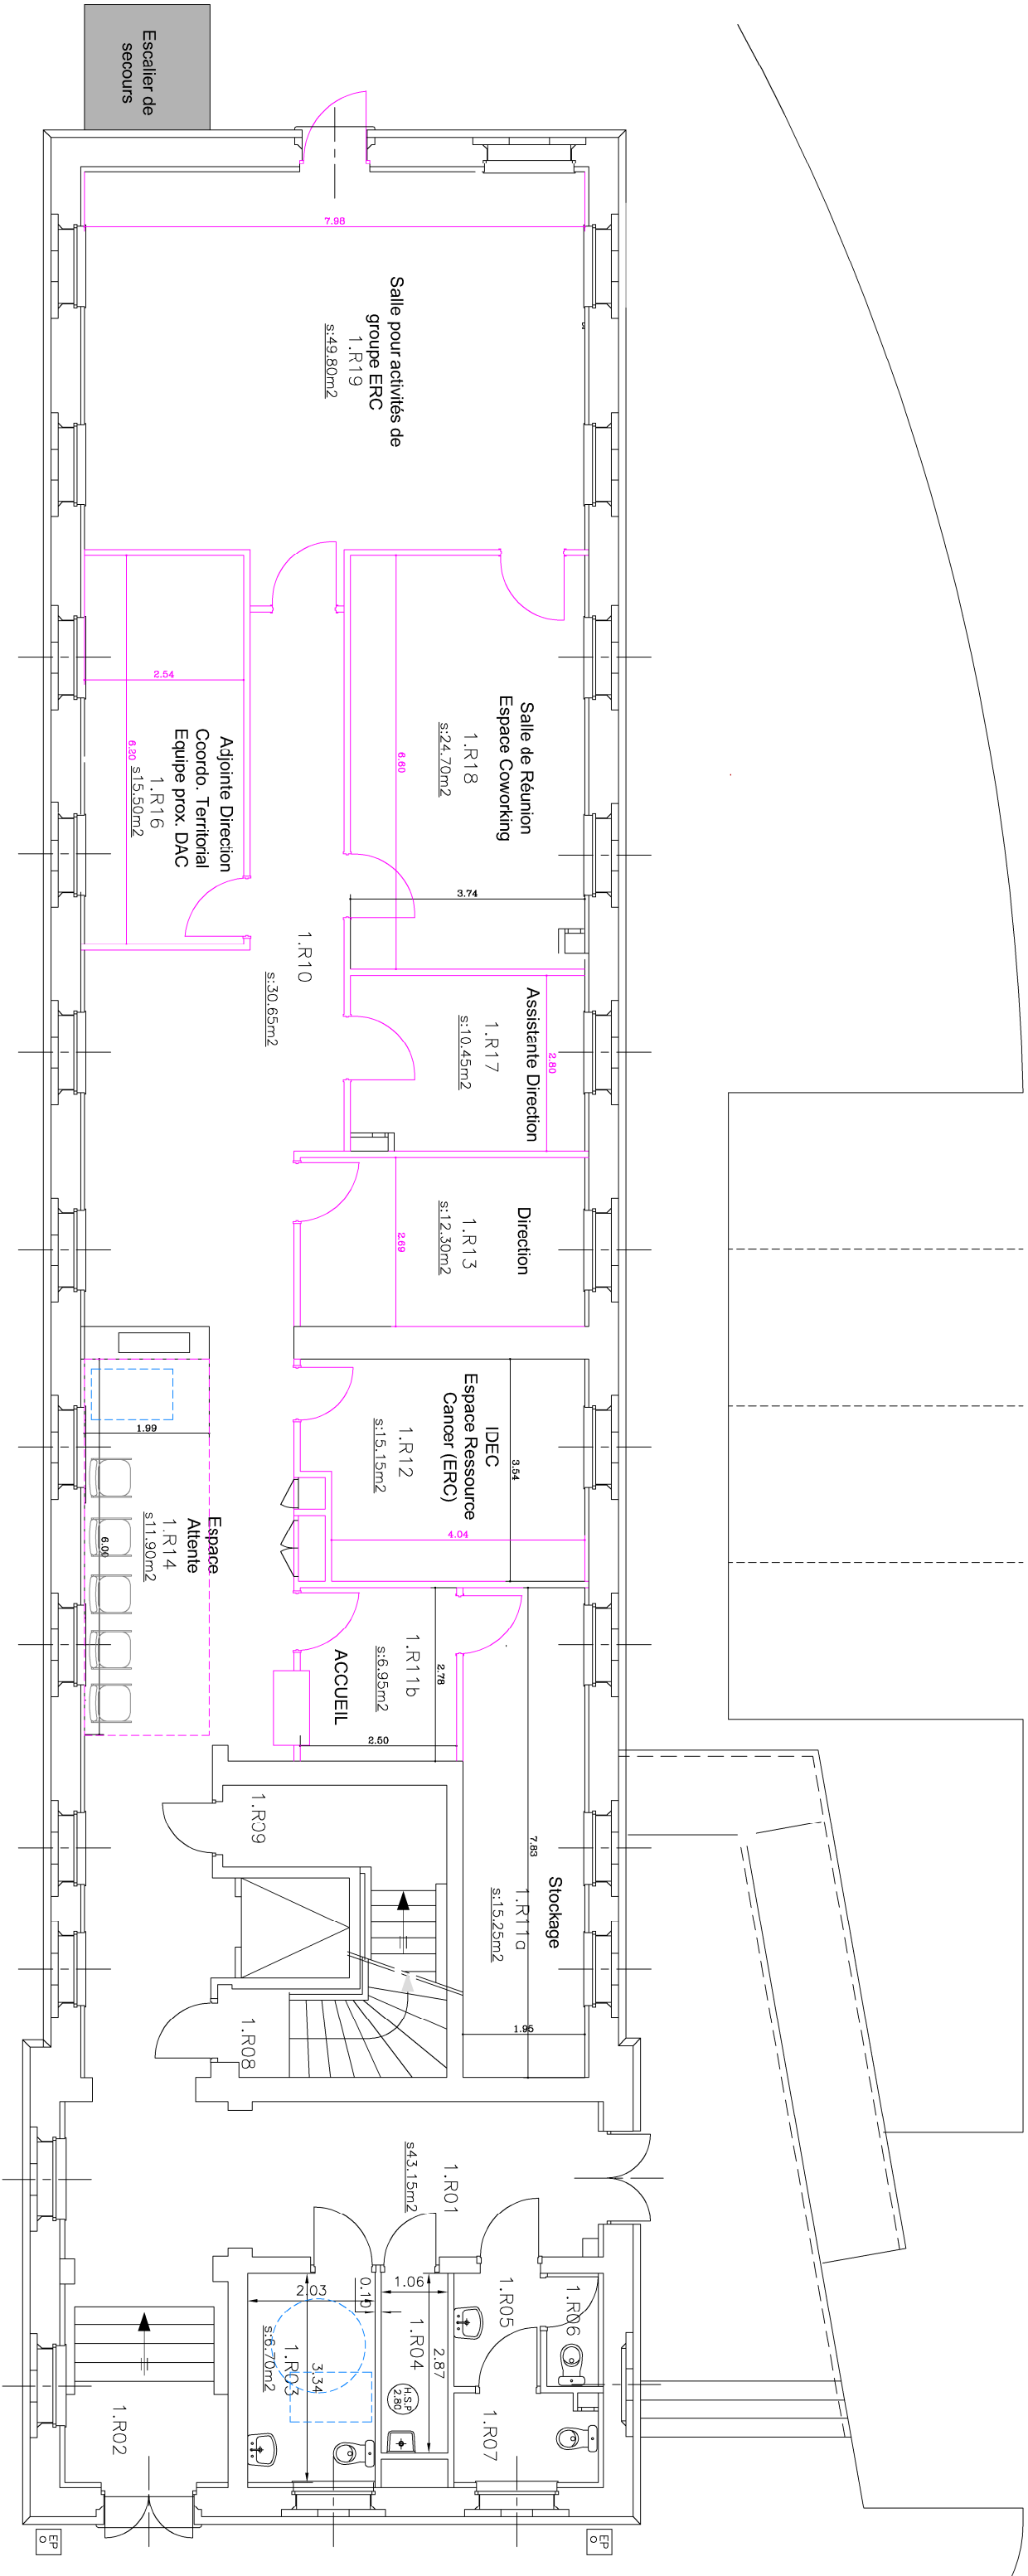 Escalier de
secours
7.98
Salle pour activités de
groupe ERC
1.R19
s:49.80m2
2.54
6.20
Adjointe Direction
Coordo. Territorial
Equipe prox. DAC
1.R16
s15.50m2
Salle de Réunion
Espace Coworking
1.R18
s:24.70m2
6.60
3.74
1.R10
s:30.65m2
Assistante Direction
1.R17
s:10.45m2
2.80
Direction
1.R13
s:12.30m2
2.69
IDEC
Espace Ressource
Cancer (ERC)
1.R12
s:15.15m2
3.54
4.04
1.99
6.00
Espace
Attente
1.R14
s11.90m2
ACCUEIL
1.R11b
s:6.95m2
2.78
2.50
7.83
Stockage
1.R11a
s:15.25m2
1.95
1.R09
1.R08
1.R01
s43.15m2
2.03
0.10
1.06
3.34
2.87
1.R03
s:6.70m2
1.R04
H.S.P
2.80
1.R05
1.R06
1.R07
1.R02
EP
EP